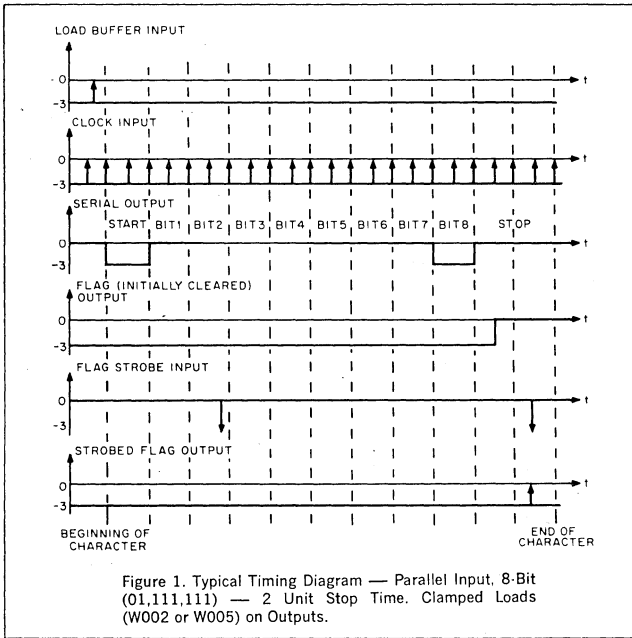 LOAD BUFFER INPUT
0
t
-3
CLOCK INPUT
0
t
-3
SERIAL OUTPUT
START BIT1 BIT2 BIT3 BIT4 BIT5 BIT6 BIT7 BIT8 STOP
0
t
-3
FLAG (INITIALLY CLEARED)
OUTPUT
0
t
-3
FLAG STROBE INPUT
0
t
-3
STROBED FLAG OUTPUT
0
t
-3
BEGINNING OF
CHARACTER
END OF
CHARACTER
Figure 1. Typical Timing Diagram — Parallel Input, 8-Bit
(01,111,111) — 2 Unit Stop Time. Clamped Loads
(W002 or W005) on Outputs.